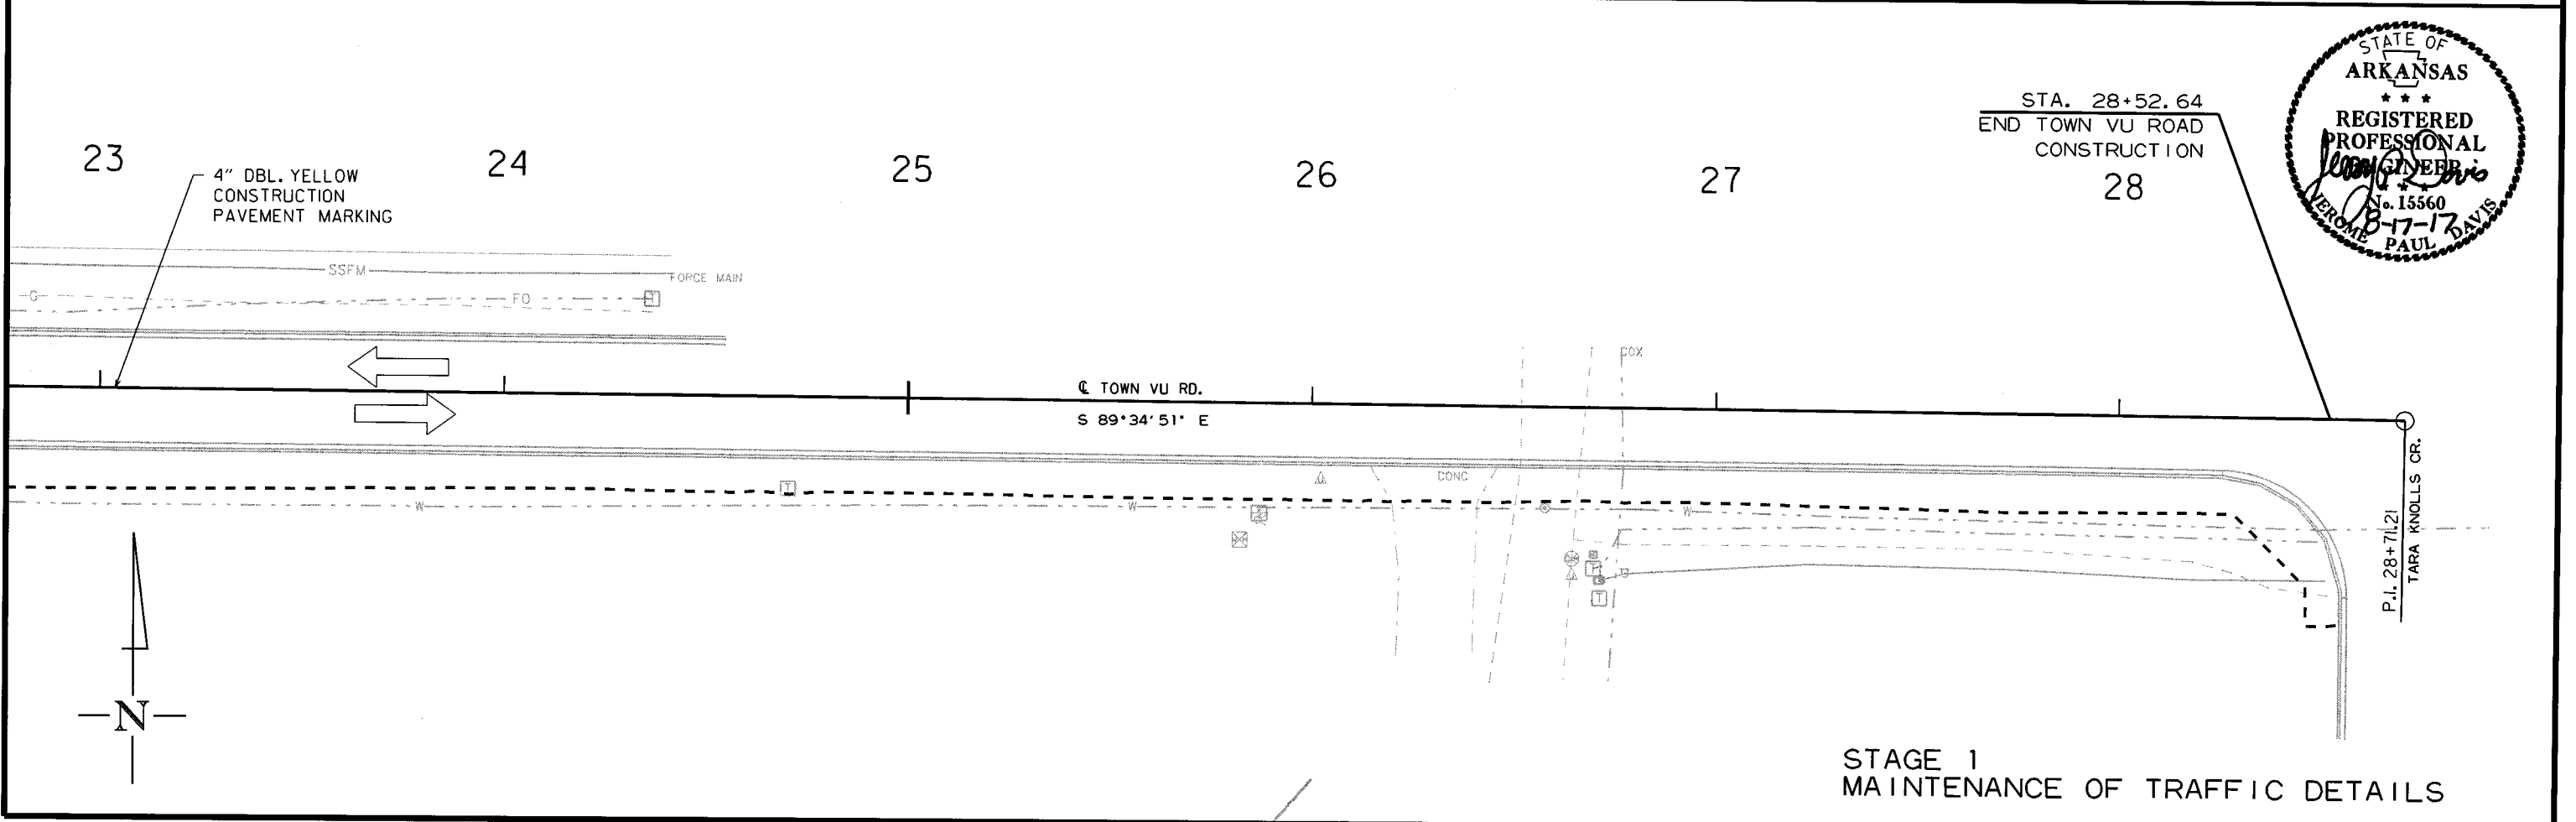 23
24
25
26
27
28
4" DBL. YELLOW
CONSTRUCTION
PAVEMENT MARKING
STA. 28+52.64
END TOWN VU ROAD
CONSTRUCTION
STATE OF
ARKANSAS
★ ★ ★
REGISTERED
PROFESSIONAL
ENGINEER
★ ★ ★
No. 15560
8-17-17
JEROME PAUL DAVIS
SSFM
FORCE MAIN
G
FO
T
COX
℄ TOWN VU RD.
S 89°34'51" E
CONC
T
W
W
W
T
T
P.I. 28+71.21
TARA KNOLLS CR.
N
STAGE 1
MAINTENANCE OF TRAFFIC DETAILS